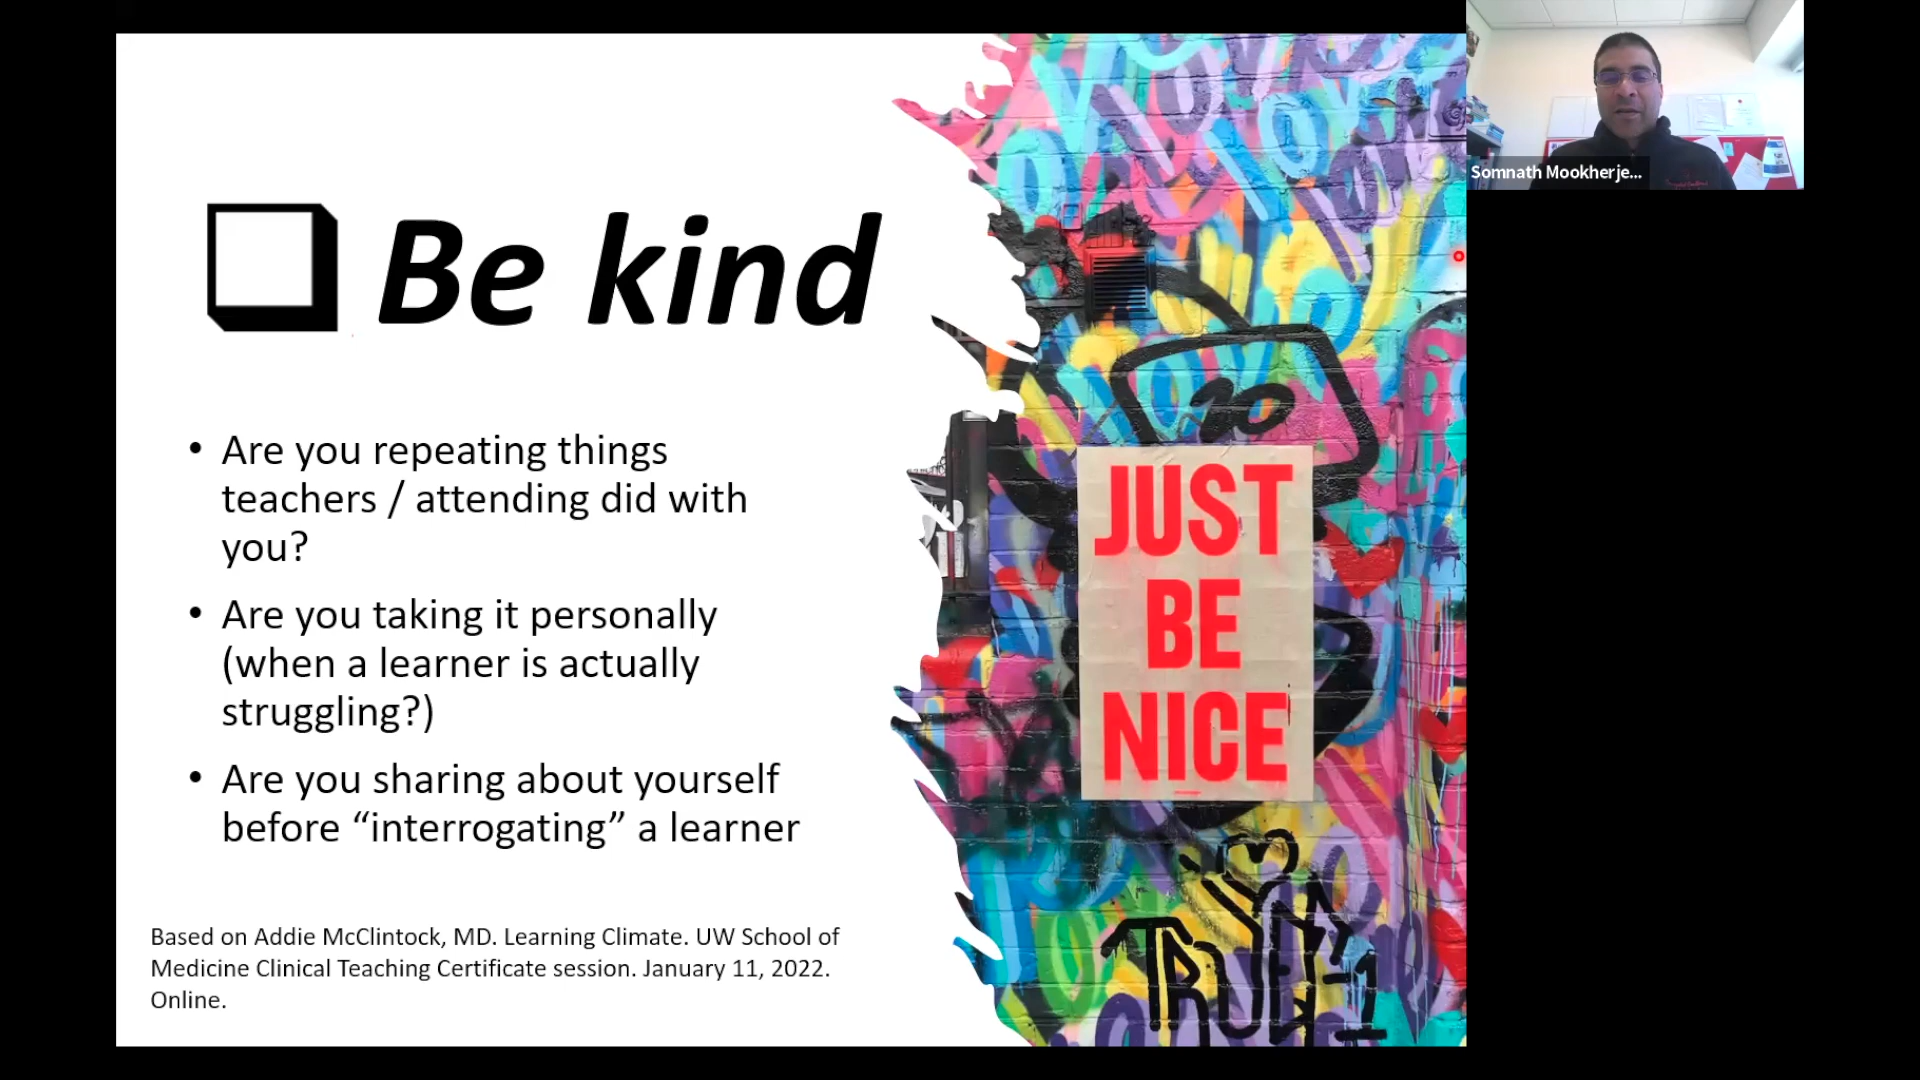 Be kind
• Are you repeating things
teachers / attending did with
you?
• Are you taking it personally
(when a learner is actually
struggling?)
• Are you sharing about yourself
before “interrogating” a learner
Based on Addie McClintock, MD. Learning Climate. UW School of
Medicine Clinical Teaching Certificate session. January 11, 2022.
Online.
JUST
BE
NICE
Somnath Mookherje...